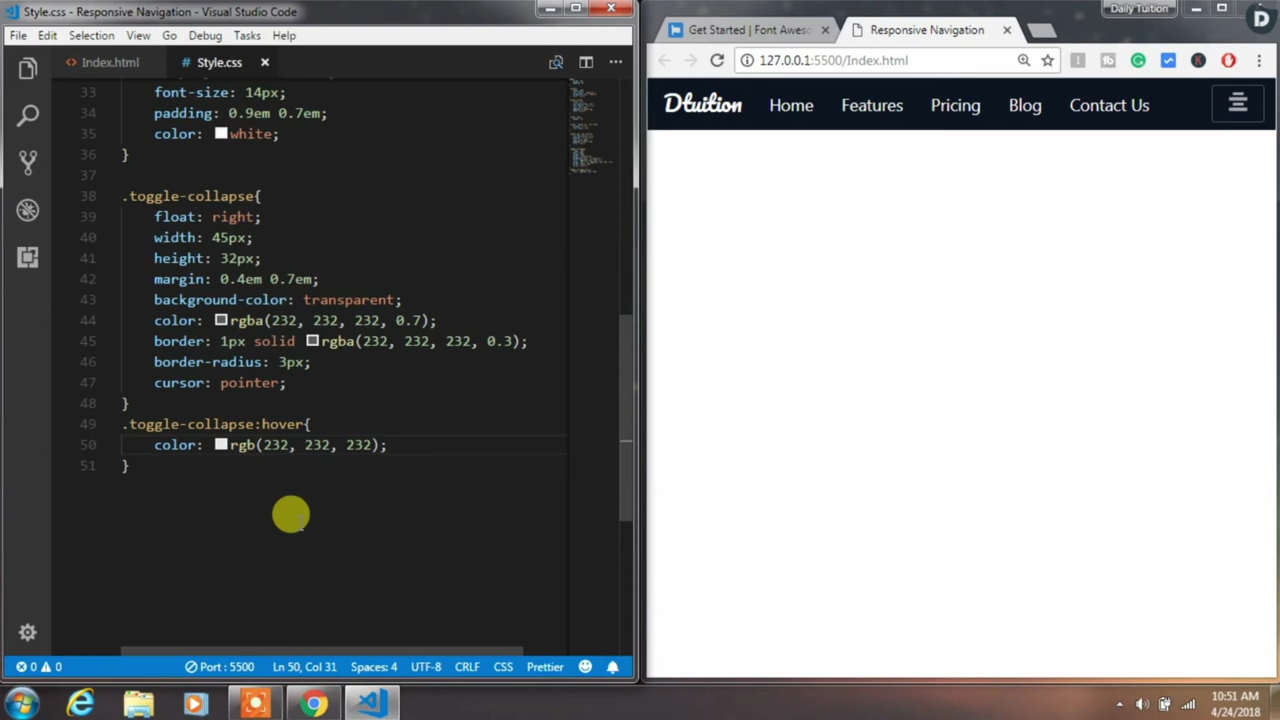 Style.css - Responsive Navigation - Visual Studio Code
File Edit Selection View Go Debug Tasks Help
Index.html
# Style.css
33 font-size: 14px;
34 padding: 0.9em 0.7em;
35 color: white;
36 }
37
38 .toggle-collapse{
39 float: right;
40 width: 45px;
41 height: 32px;
42 margin: 0.4em 0.7em;
43 background-color: transparent;
44 color: rgba(232, 232, 232, 0.7);
45 border: 1px solid rgba(232, 232, 232, 0.3);
46 border-radius: 3px;
47 cursor: pointer;
48 }
49 .toggle-collapse:hover{
50 color: rgb(232, 232, 232);
51 }
0 0 Port : 5500 Ln 50, Col 31 Spaces: 4 UTF-8 CRLF CSS Prettier
Daily Tuition
Get Started | Font Awes
Responsive Navigation
127.0.0.1:5500/Index.html
Dtuition Home Features Pricing Blog Contact Us
10:51 AM
4/24/2018